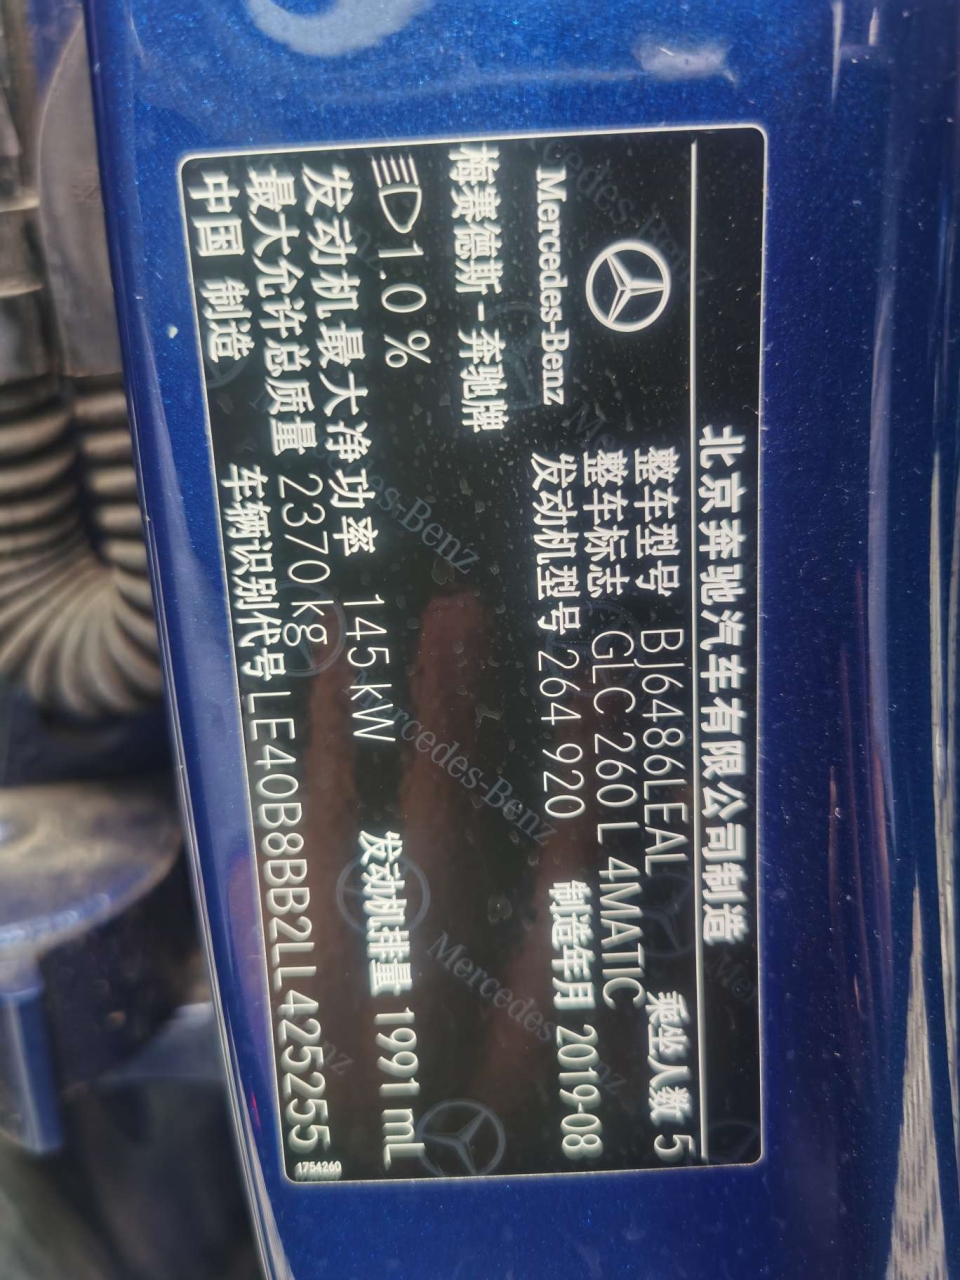 北京奔驰汽车有限公司制造
Mercedes-Benz
整车型号 BJ6486LEAL 乘坐人数 5
整车标志 GLC 260 L 4MATIC
发动机型号 264 920 制造年月 2019-08
梅赛德斯-奔驰牌
1.0 %
发动机最大净功率 145 kW 发动机排量 1991 mL
最大允许总质量 2370 kg
中国 制造 车辆识别代号 LE40B8BB2LL425255
1754260